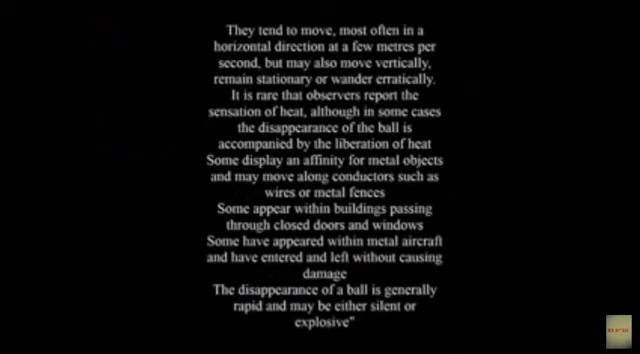 They tend to move, most often in a
horizontal direction at a few metres per
second, but may also move vertically,
remain stationary or wander erratically.
It is rare that observers report the
sensation of heat, although in some cases
the disappearance of the ball is
accompanied by the liberation of heat
Some display an affinity for metal objects
and may move along conductors such as
wires or metal fences
Some appear within buildings passing
through closed doors and windows
Some have appeared within metal aircraft
and have entered and left without causing
damage
The disappearance of a ball is generally
rapid and may be either silent or
explosive"